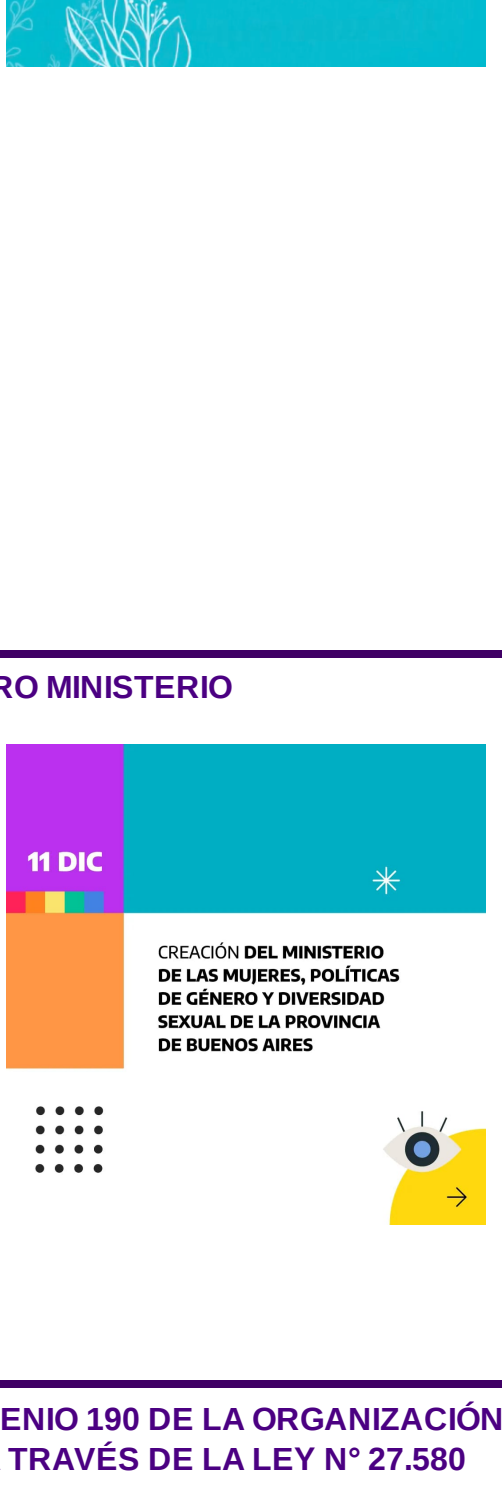 RO MINISTERIO
11 DIC
CREACIÓN DEL MINISTERIO
DE LAS MUJERES, POLÍTICAS
DE GÉNERO Y DIVERSIDAD
SEXUAL DE LA PROVINCIA
DE BUENOS AIRES
ENIO 190 DE LA ORGANIZACIÓN
TRAVÉS DE LA LEY N° 27.580